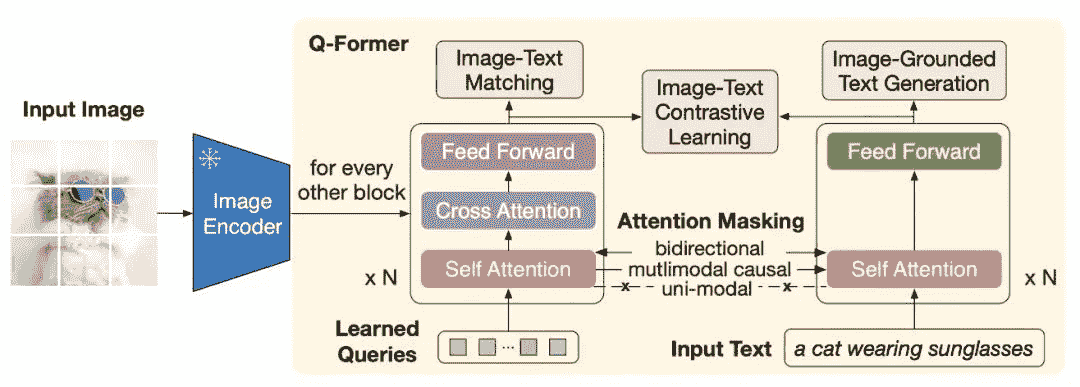 Q-Former
Input Image
Image
Encoder
for every
other block
Image-Text
Matching
Image-Text
Contrastive
Learning
Image-Grounded
Text Generation
Feed Forward
Cross Attention
Self Attention
x N
Attention Masking
bidirectional
mutlimodal causal
uni-modal
x
x
Feed Forward
Self Attention
x N
Learned
Queries
...
Input Text
a cat wearing sunglasses